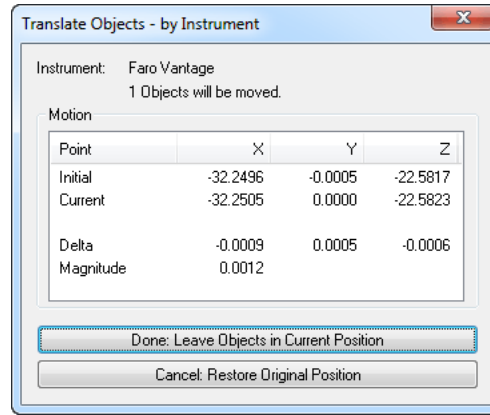 Translate Objects - by Instrument
Instrument: Faro Vantage
1 Objects will be moved.
Motion
Point X Y Z
Initial -32.2496 -0.0005 -22.5817
Current -32.2505 0.0000 -22.5823
Delta -0.0009 0.0005 -0.0006
Magnitude 0.0012
Done: Leave Objects in Current Position
Cancel: Restore Original Position